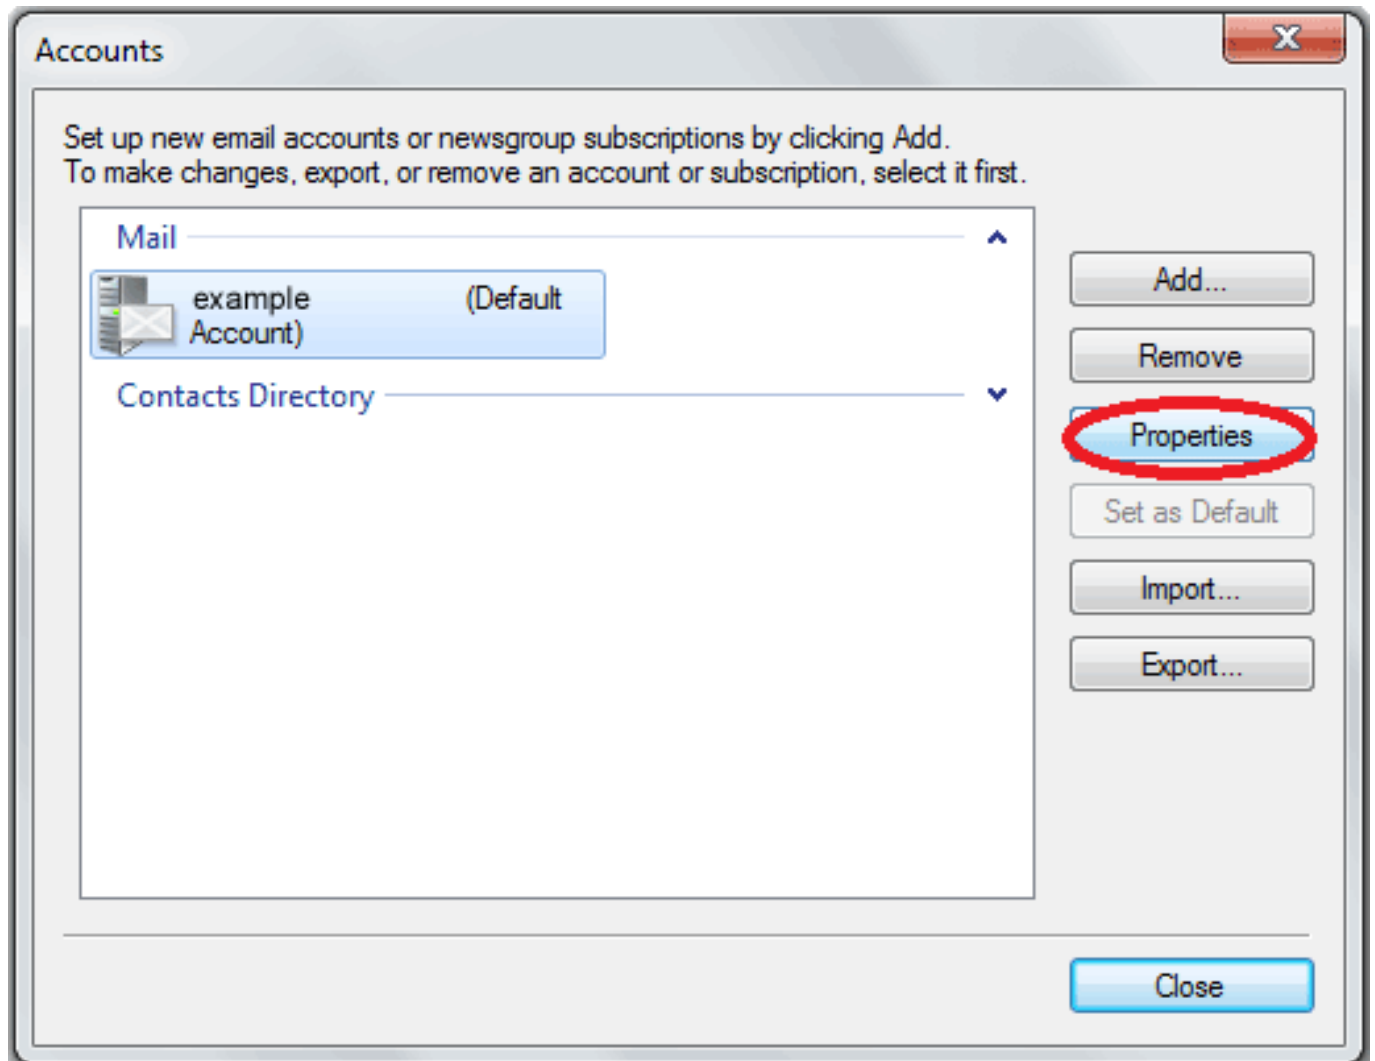 Accounts
Set up new email accounts or newsgroup subscriptions by clicking Add.
To make changes, export, or remove an account or subscription, select it first.
Mail
example (Default
Account)
Contacts Directory
Add...
Remove
Properties
Set as Default
Import...
Export...
Close